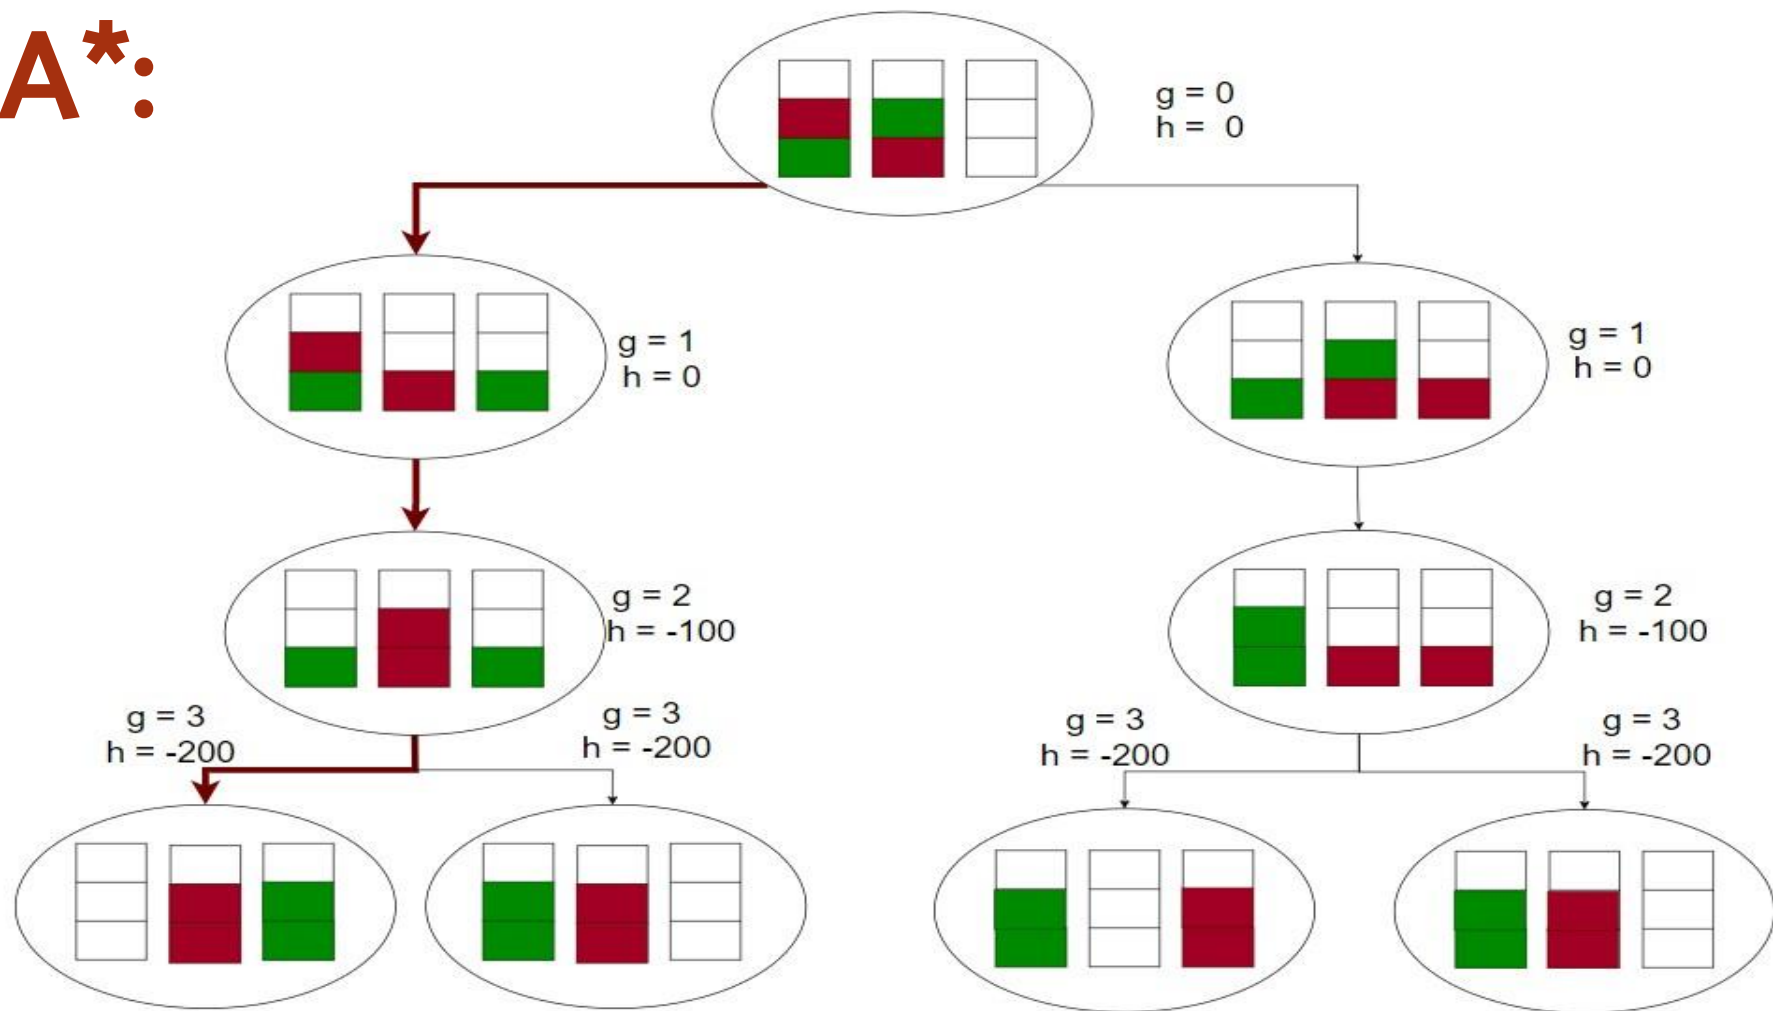 A*:
g = 0
h = 0
g = 1
h = 0
g = 1
h = 0
g = 2
h = -100
g = 2
h = -100
g = 3
h = -200
g = 3
h = -200
g = 3
h = -200
g = 3
h = -200